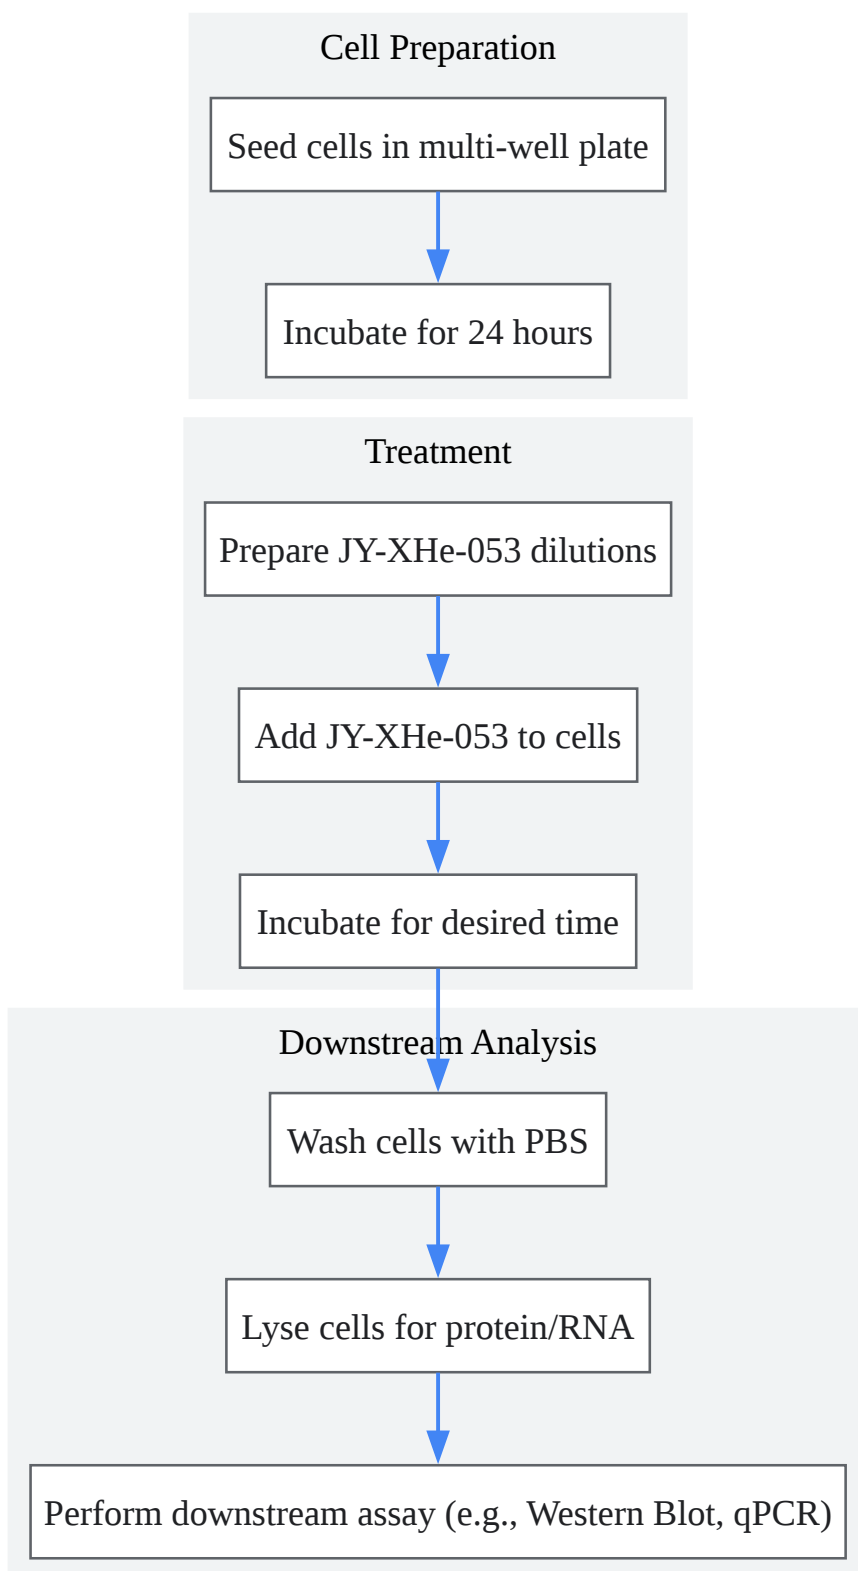 Cell Preparation
Seed cells in multi-well plate
Incubate for 24 hours
Treatment
Prepare JY-XHe-053 dilutions
Add JY-XHe-053 to cells
Incubate for desired time
Downstream Analysis
Wash cells with PBS
Lyse cells for protein/RNA
Perform downstream assay (e.g., Western Blot, qPCR)